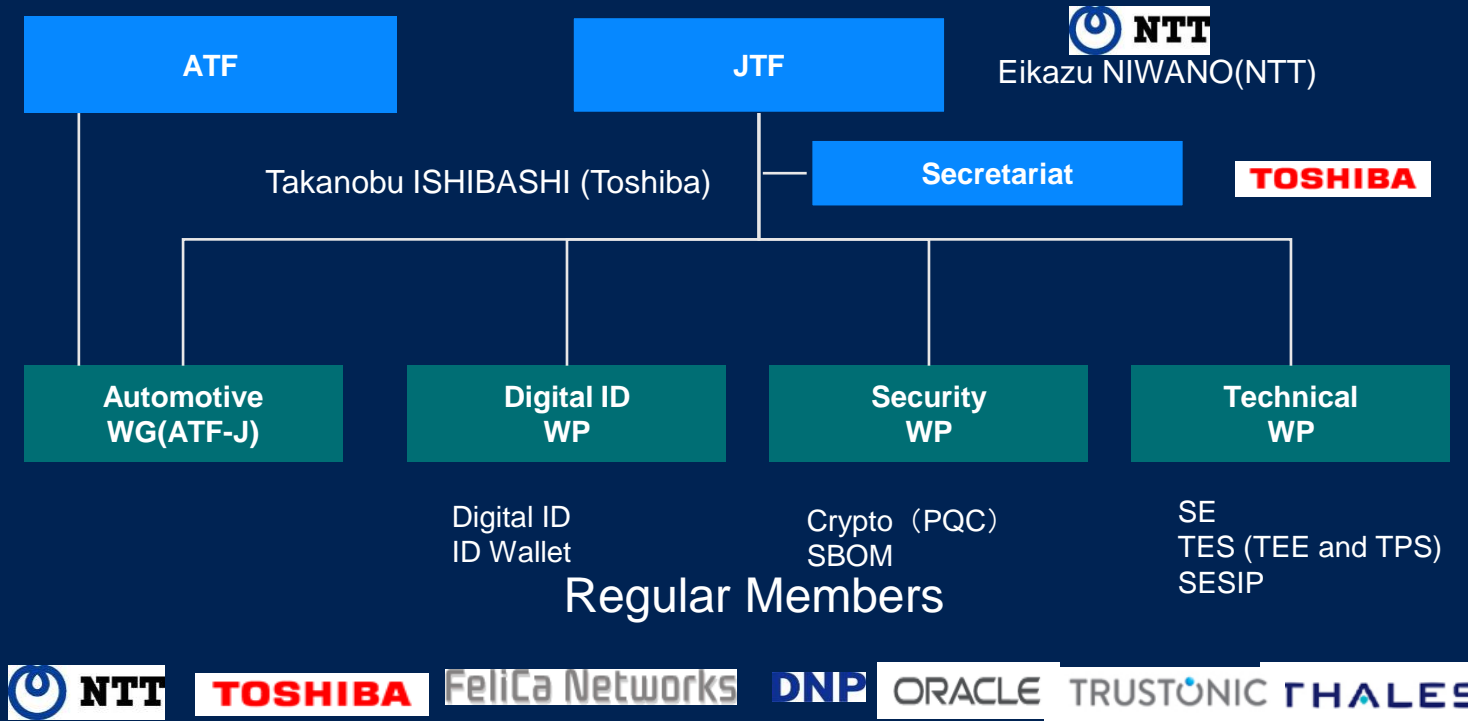 ATF
JTF
NTT
Eikazu NIWANO(NTT)
Takanobu ISHIBASHI (Toshiba)
Secretariat
TOSHIBA
Automotive
WG(ATF-J)
Digital ID
WP
Security
WP
Technical
WP
Digital ID
ID Wallet
Crypto（PQC）
SBOM
SE
TES (TEE and TPS)
SESIP
Regular Members
NTT
TOSHIBA
FeliCa Networks
DNP
ORACLE
TRUSTONIC
THALES